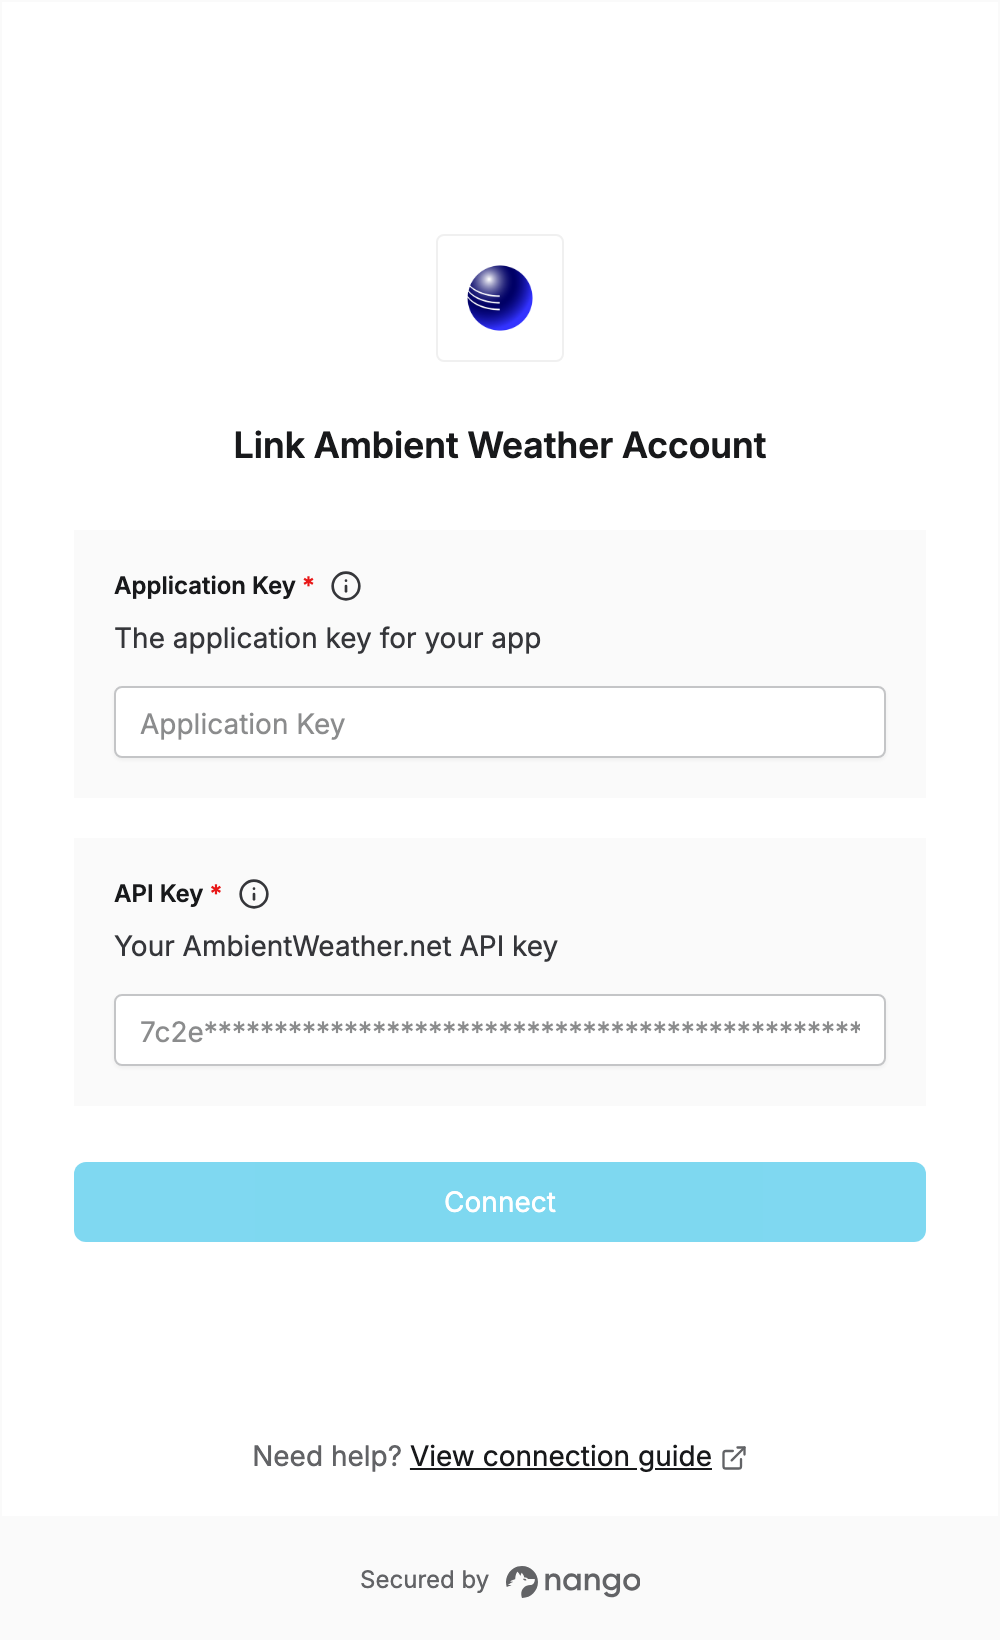 Link Ambient Weather Account
Application Key *
The application key for your app
Application Key
API Key *
Your AmbientWeather.net API key
7c2e***********************************************
Connect
Need help? View connection guide
Secured by nango